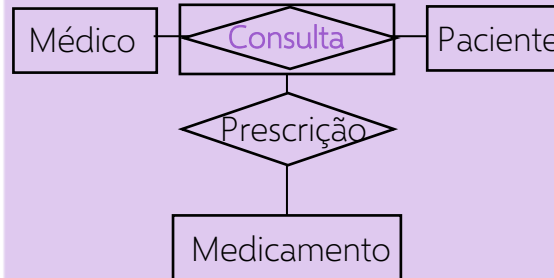 Médico
Consulta
Paciente
Prescrição
Medicamento